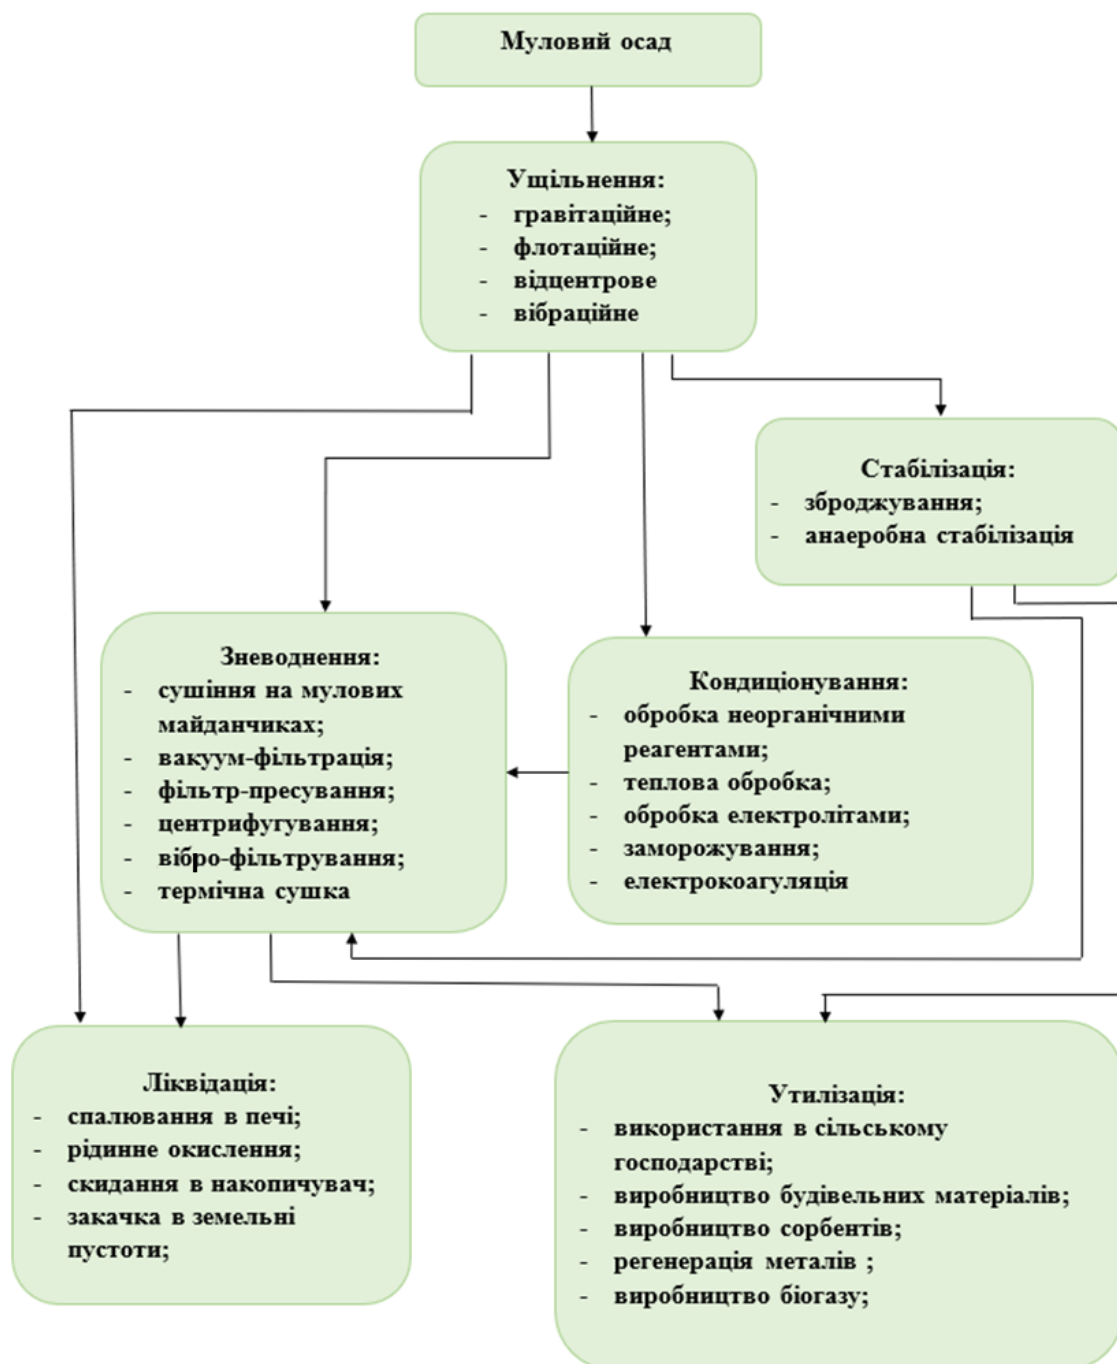 Муловий осад
Ущільнення:
- гравітаційне;
- флотаційне;
- відцентрове
- вібраційне
Стабілізація:
- зброджування;
- анаеробна стабілізація
Зневоднення:
- сушіння на мулових
майданчиках;
- вакуум-фільтрація;
- фільтр-пресування;
- центрифугування;
- вібро-фільтрування;
- термічна сушка
Кондиціонування:
- обробка неорганічними
реагентами;
- теплова обробка;
- обробка електролітами;
- заморожування;
- електрокоагуляція
Ліквідація:
- спалювання в печі;
- рідинне окислення;
- скидання в накопичувач;
- закачка в земельні
пустоти;
Утилізація:
- використання в сільському
господарстві;
- виробництво будівельних матеріалів;
- виробництво сорбентів;
- регенерація металів ;
- виробництво біогазу;